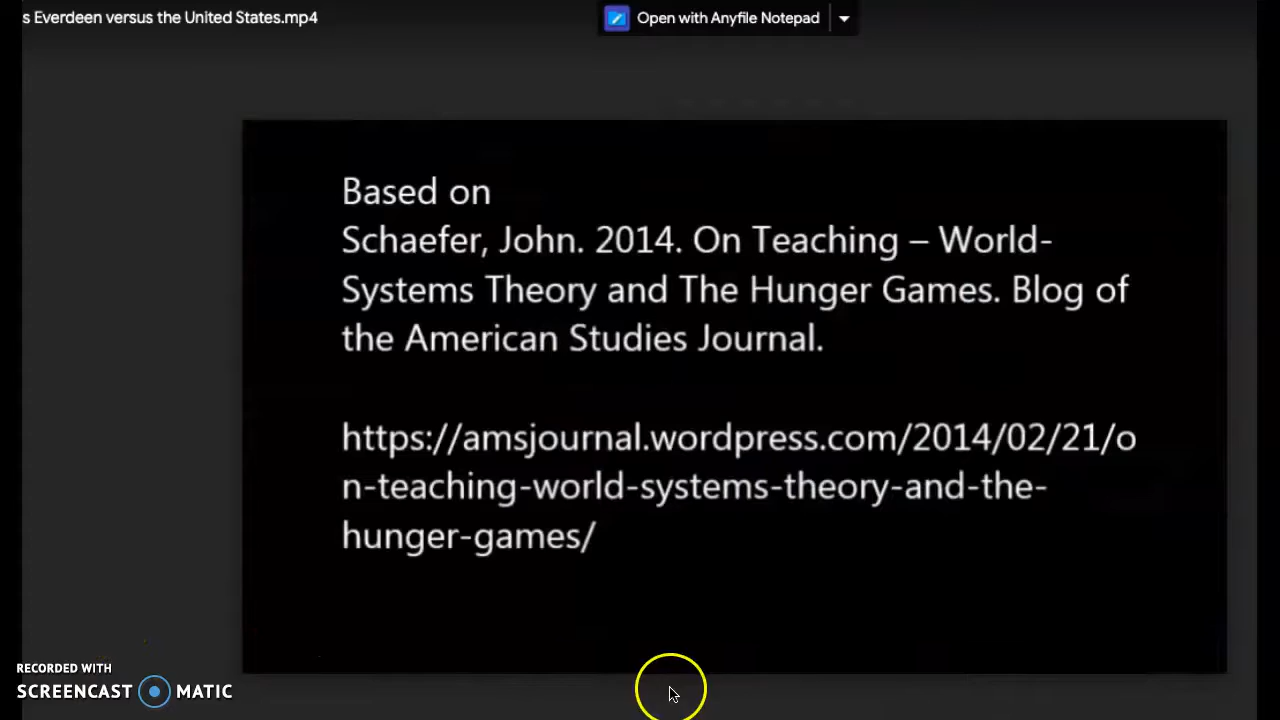 s Everdeen versus the United States.mp4
Open with Anyfile Notepad
Based on
Schaefer, John. 2014. On Teaching – World-
Systems Theory and The Hunger Games. Blog of
the American Studies Journal.
https://amsjournal.wordpress.com/2014/02/21/o
n-teaching-world-systems-theory-and-the-
hunger-games/
RECORDED WITH
SCREENCAST MATIC